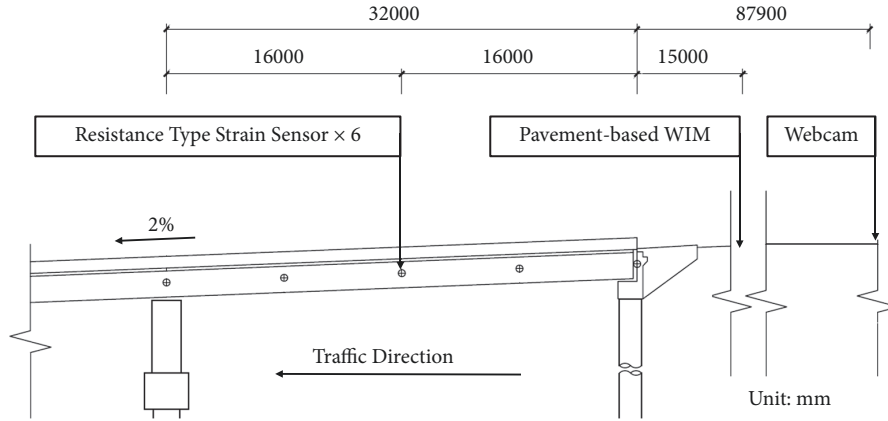 32000
87900
16000
16000
15000
Resistance Type Strain Sensor × 6
Pavement-based WIM
Webcam
2%
Traffic Direction
Unit: mm